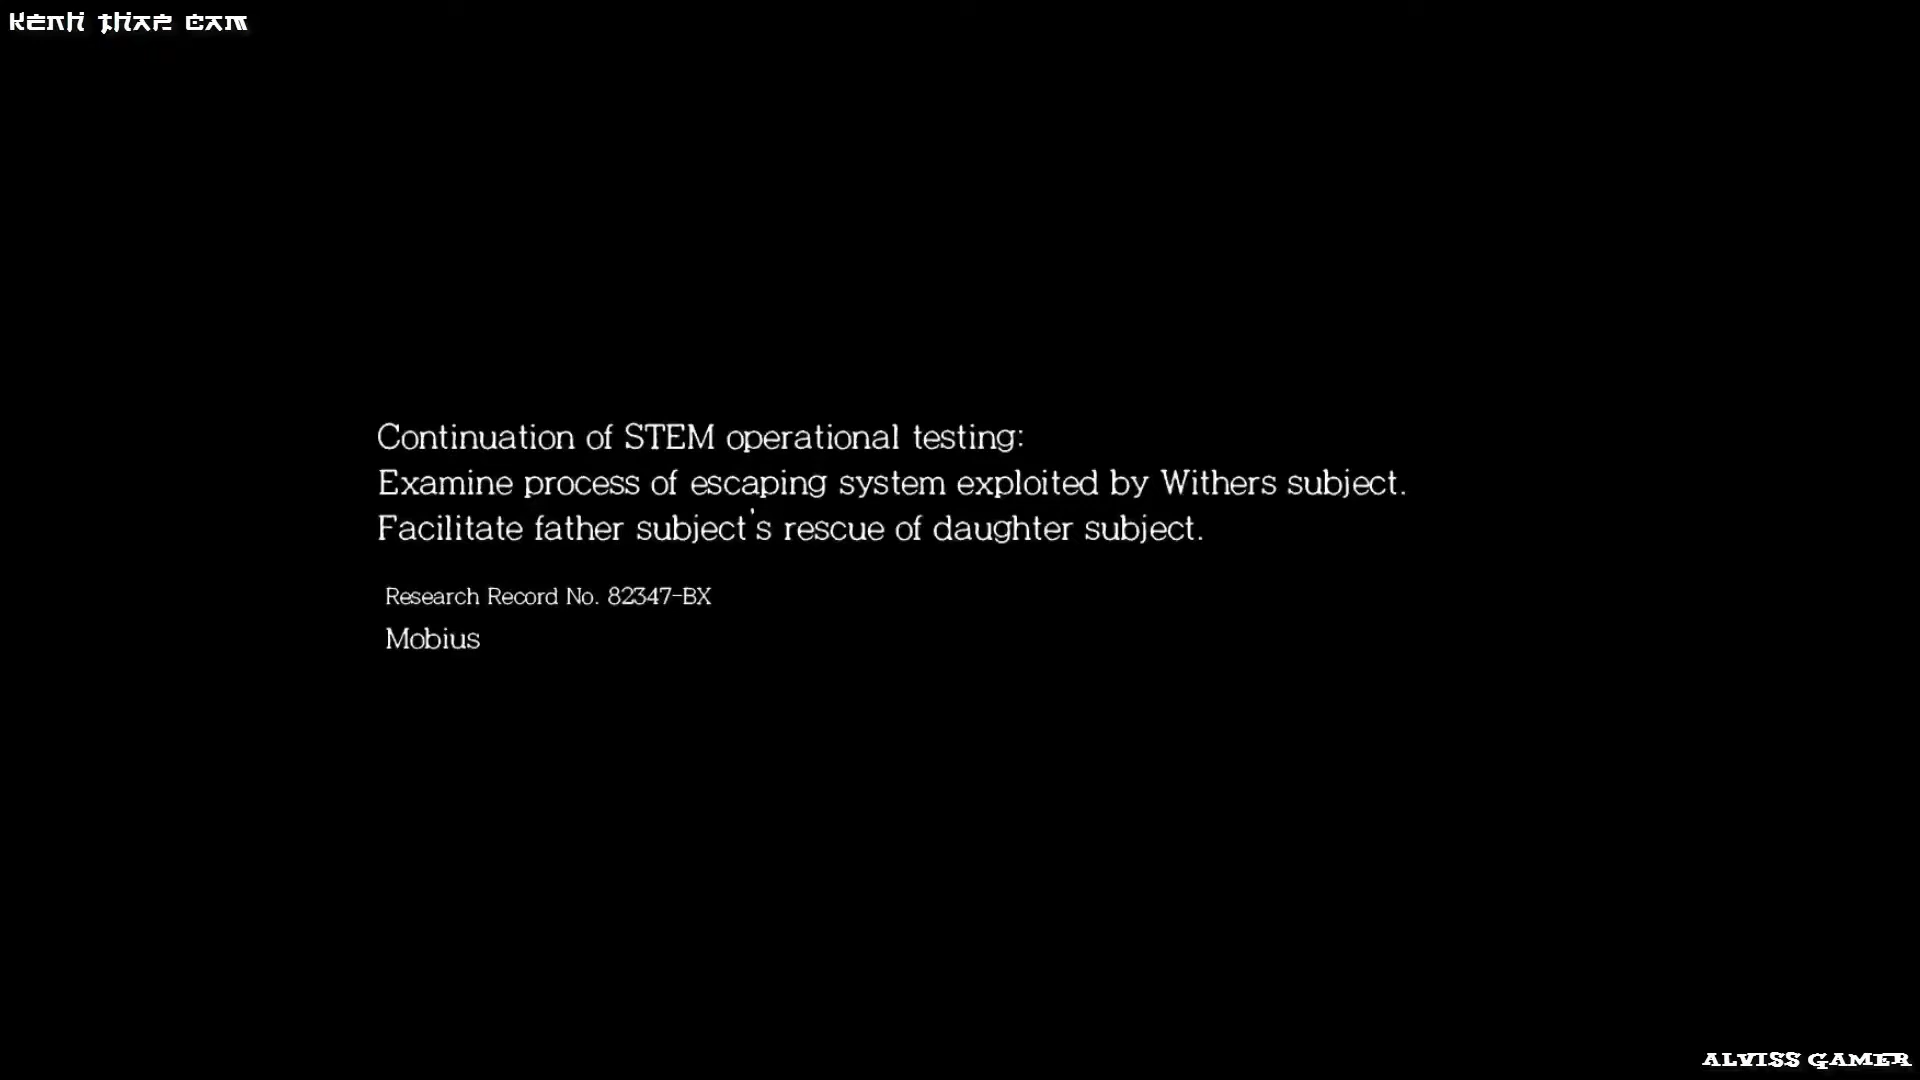 Kenh thap cam
Continuation of STEM operational testing:
Examine process of escaping system exploited by Withers subject.
Facilitate father subject's rescue of daughter subject.
Research Record No. 82347-BX
Mobius
ALVISS GAMER